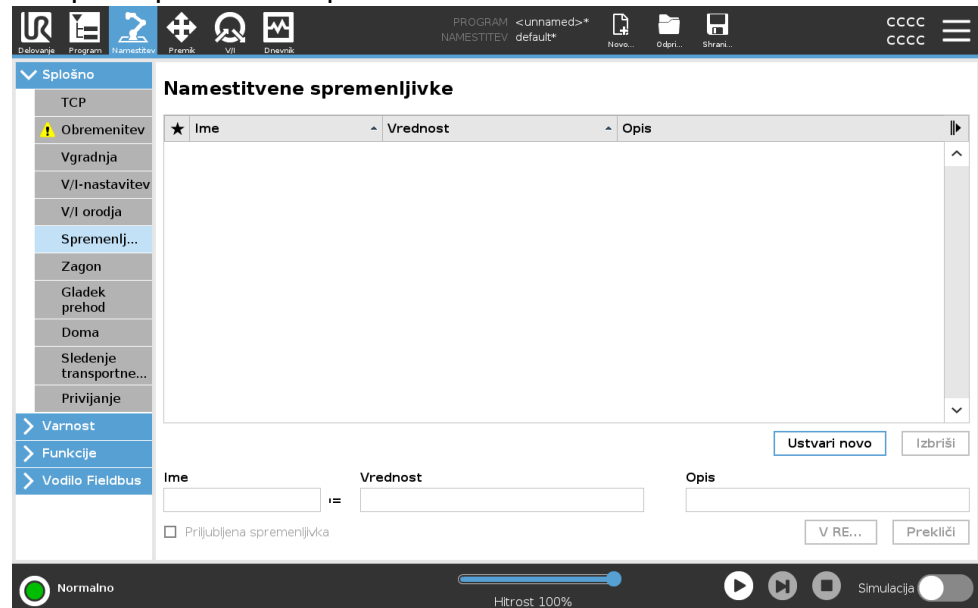 PROGRAM <unnamed>*
NAMESTITEV default*
CCCC
CCCC
Delovanje Program Namestitev Premik V/I Dnevnik Novo... Odpri... Shrani...
Splošno
TCP
Obremenitev
Vgradnja
V/I-nastavitev
V/I orodja
Spremenlj...
Zagon
Gladek
prehod
Doma
Sledenje
transportne...
Privijanje
Varnost
Funkcije
Vodilo Fieldbus
Namestitvene spremenljivke
Ime Vrednost Opis
Ustvari novo Izbriši
Ime Vrednost Opis
Priljubljena spremenljivka
V RE... Prekliči
Normalno
Hitrost 100%
Simulacija